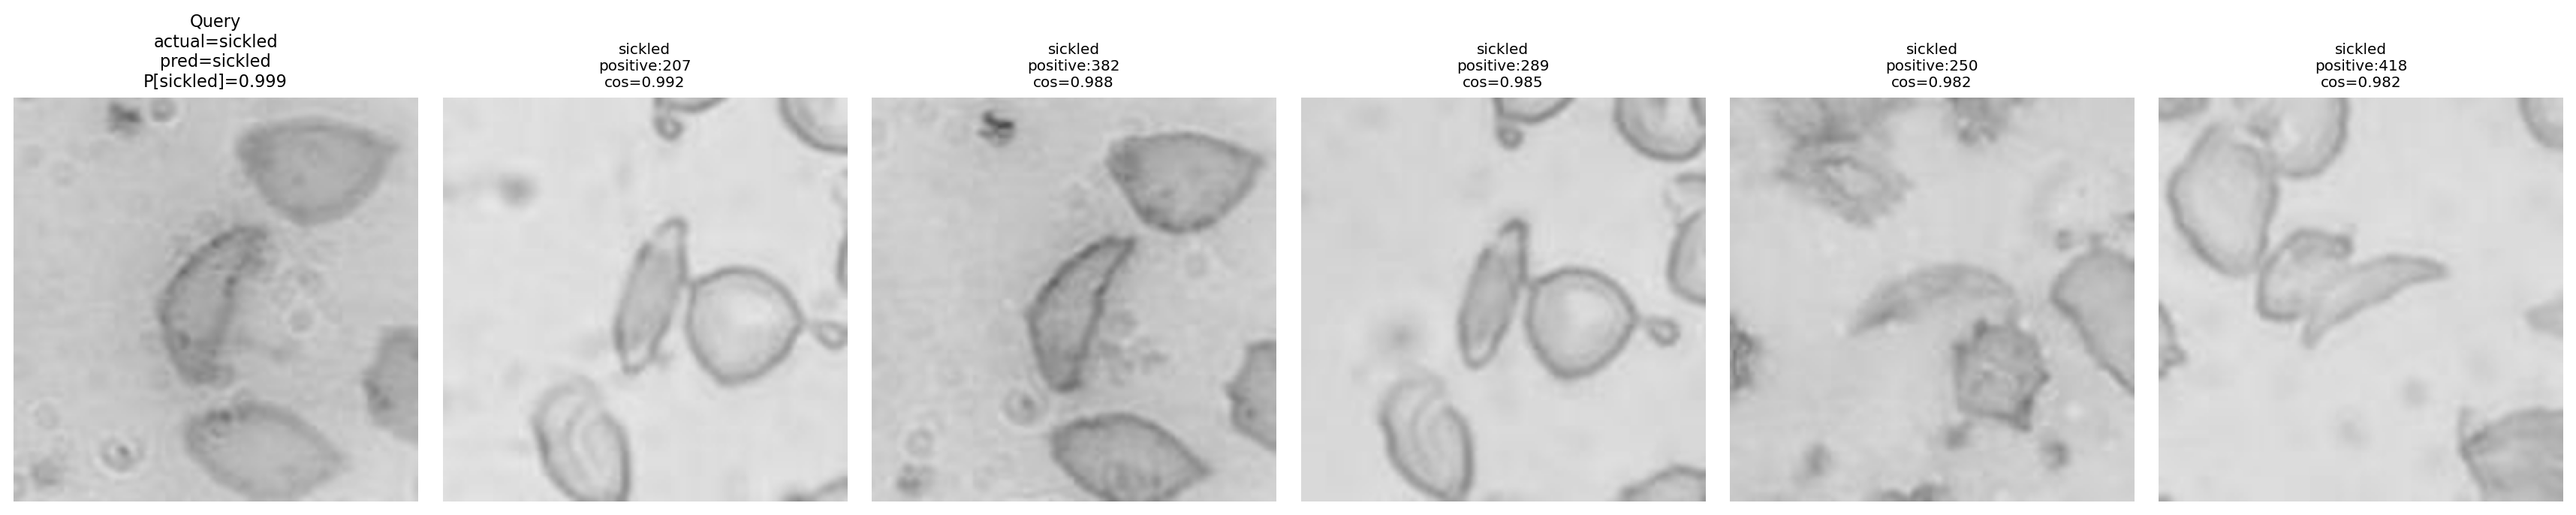 Query
actual=sickled
pred=sickled
P[sickled]=0.999
sickled
positive:207
cos=0.992
sickled
positive:382
cos=0.988
sickled
positive:289
cos=0.985
sickled
positive:250
cos=0.982
sickled
positive:418
cos=0.982